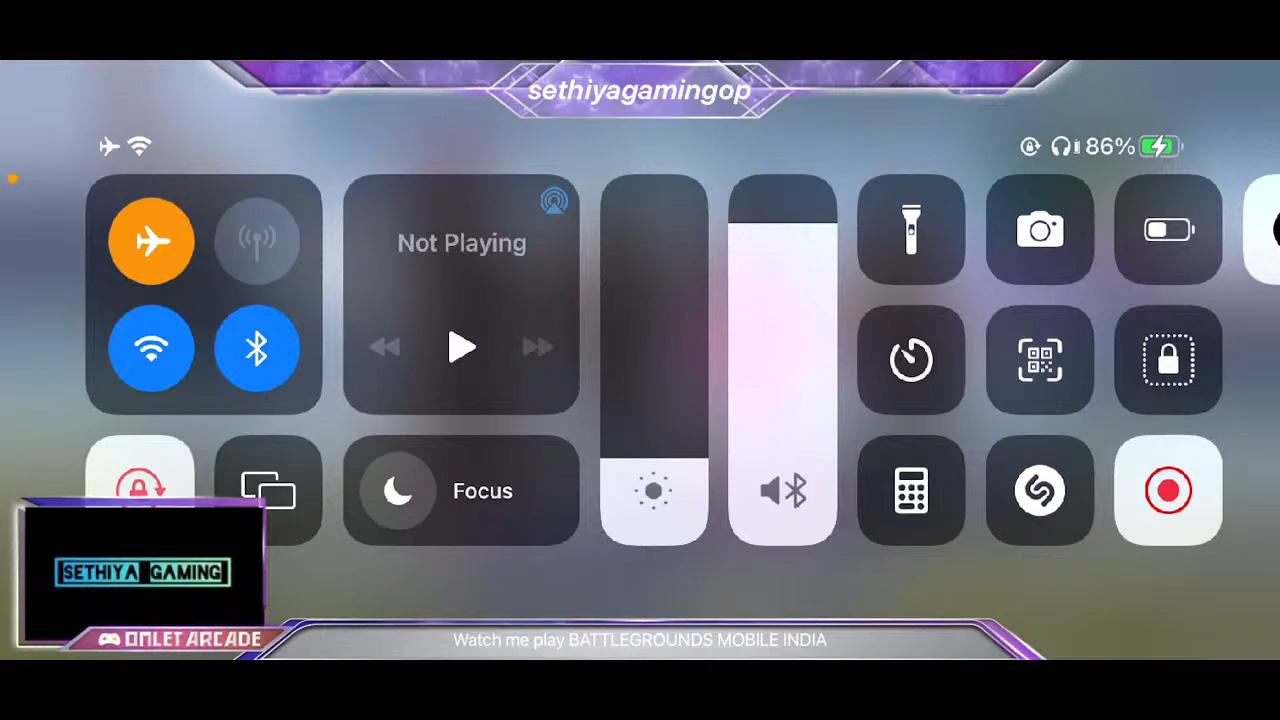 sethiyagamingop
86%
Not Playing
Focus
SETHIYA GAMING
OMLET ARCADE
Watch me play BATTLEGROUNDS MOBILE INDIA